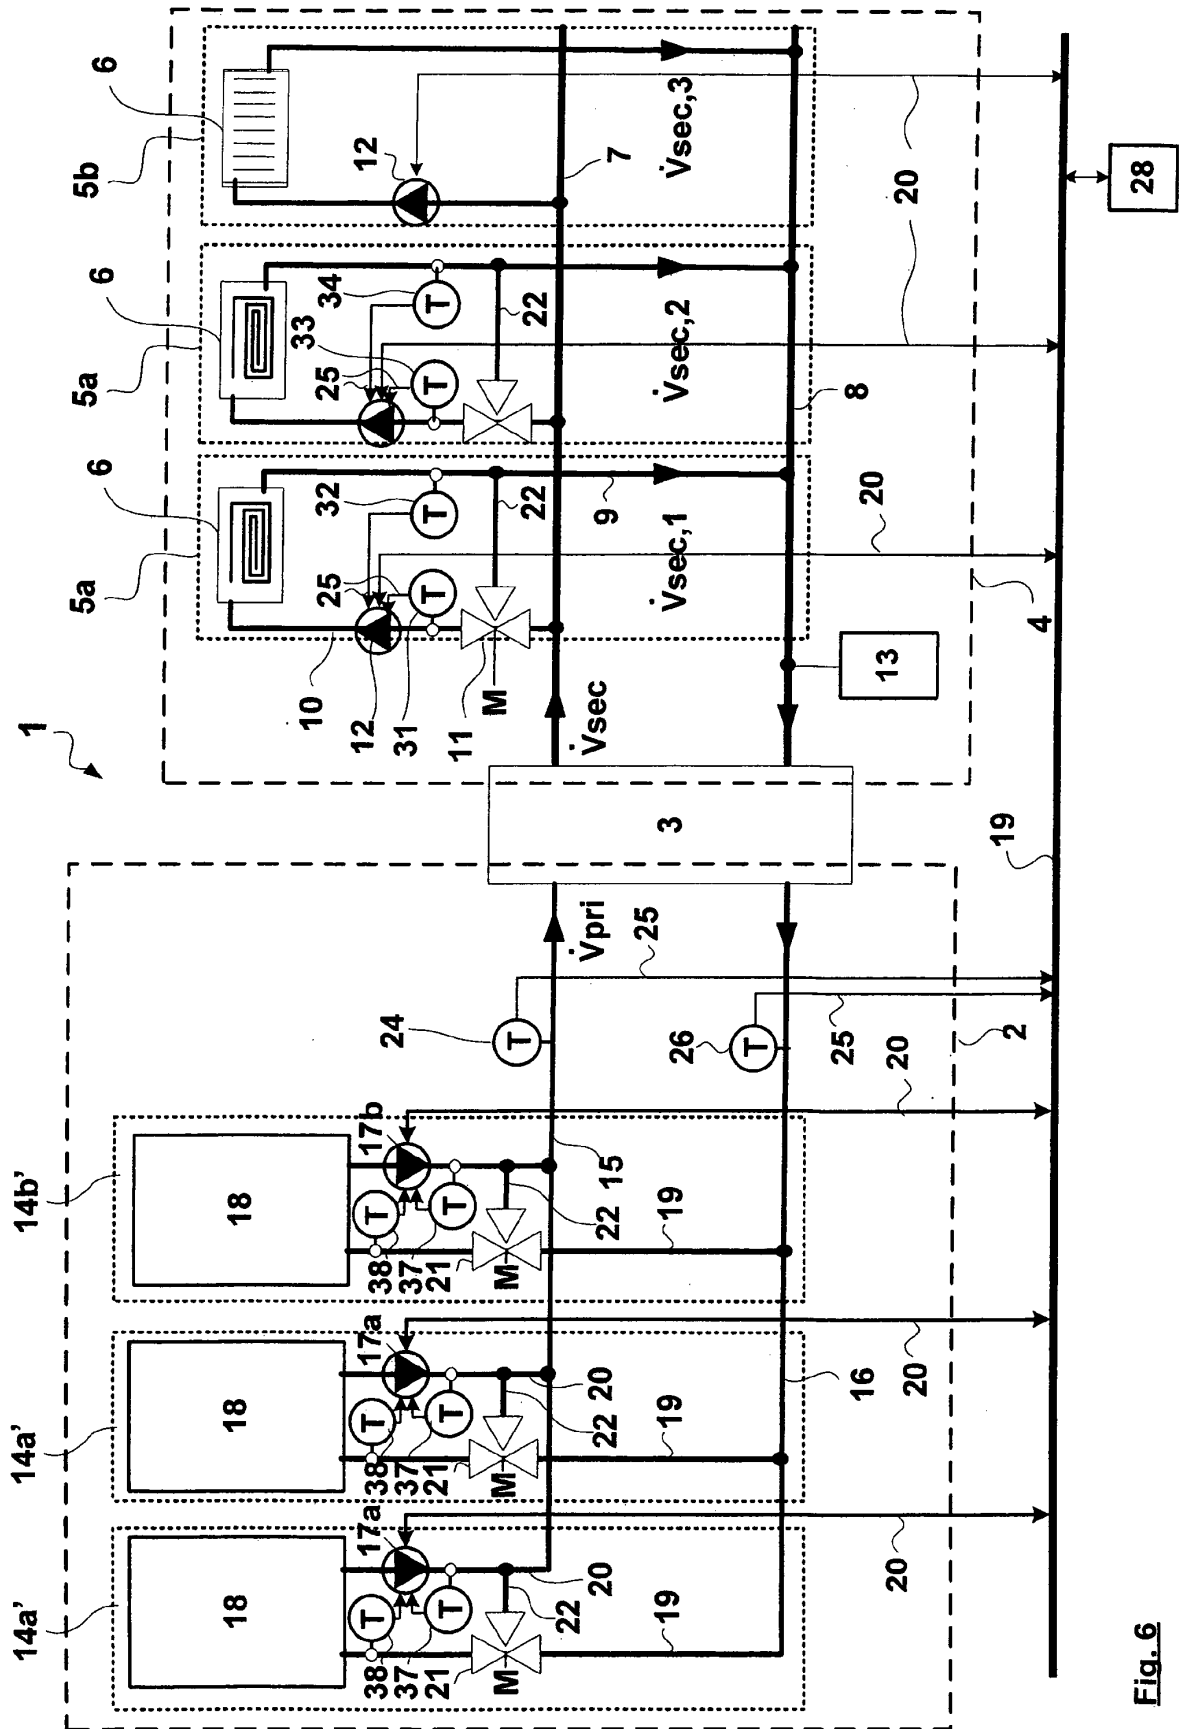 1
5a
5a
5b
6
6
6
10
12
31
11
M
25
T
T
32
22
9
V̇sec,1
25
33
T
T
34
22
V̇sec,2
12
7
V̇sec,3
V̇sec
13
8
4
20
20
28
3
14a’
14a’
14b’
18
18
18
17a
17a
17b
T
T
T
T
T
T
38
37
21
38
37
21
38
37
21
M
M
M
22
20
22
20
22
15
19
19
19
24
T
V̇pri
25
26
T
25
16
20
20
20
2
19
Fig. 6